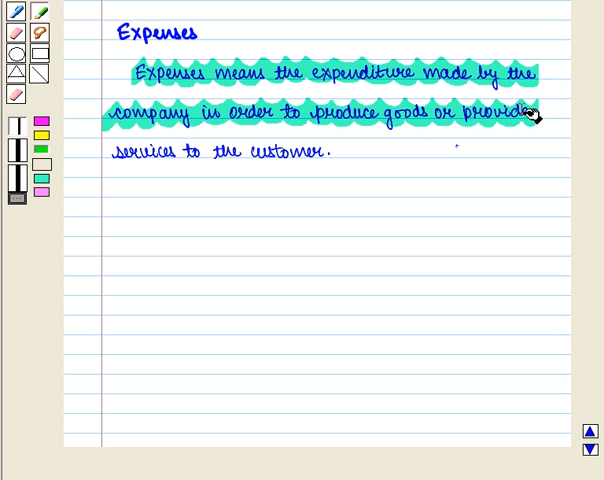 Expenses
Expenses means the expenditure made by the
company in order to produce goods or provide
services to the customer.